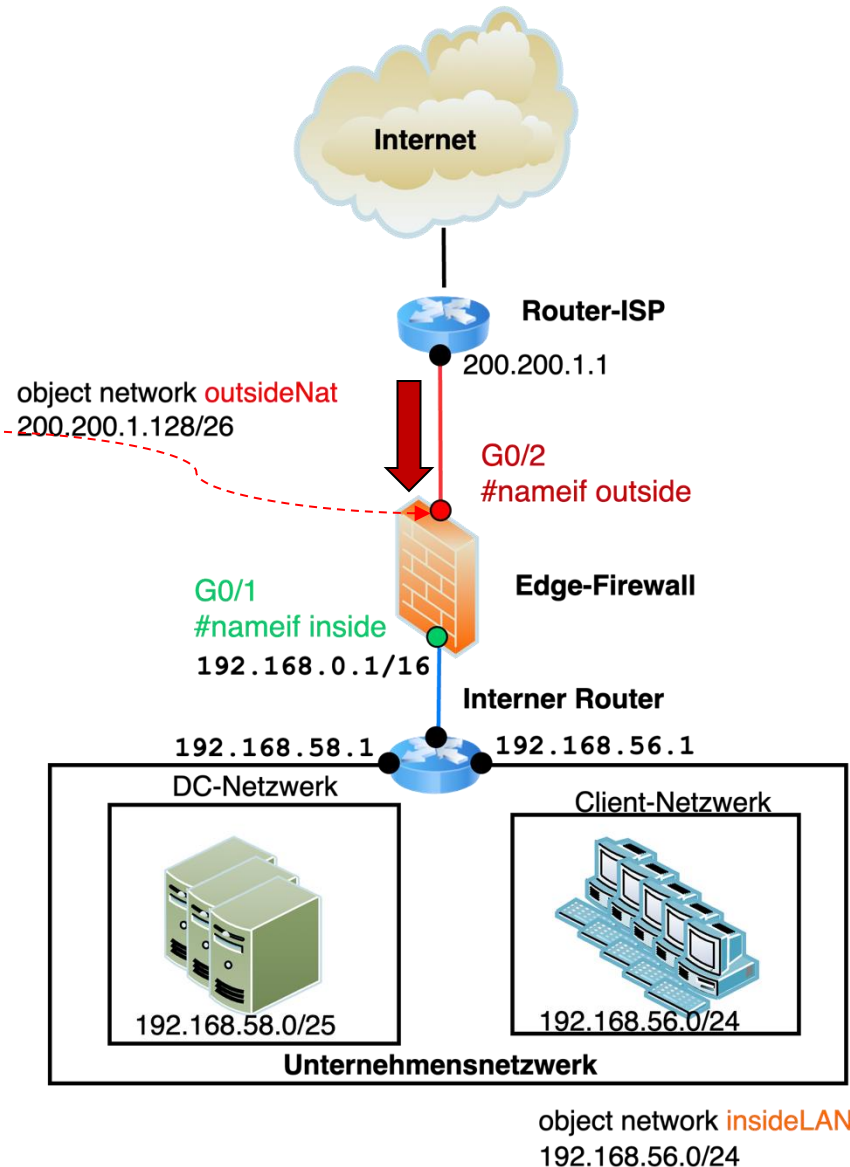 Internet
Router-ISP
200.200.1.1
object network outsideNat
200.200.1.128/26
G0/2
#nameif outside
Edge-Firewall
G0/1
#nameif inside
192.168.0.1/16
Interner Router
192.168.58.1
192.168.56.1
DC-Netzwerk
Client-Netzwerk
192.168.58.0/25
192.168.56.0/24
Unternehmensnetzwerk
object network insideLAN
192.168.56.0/24